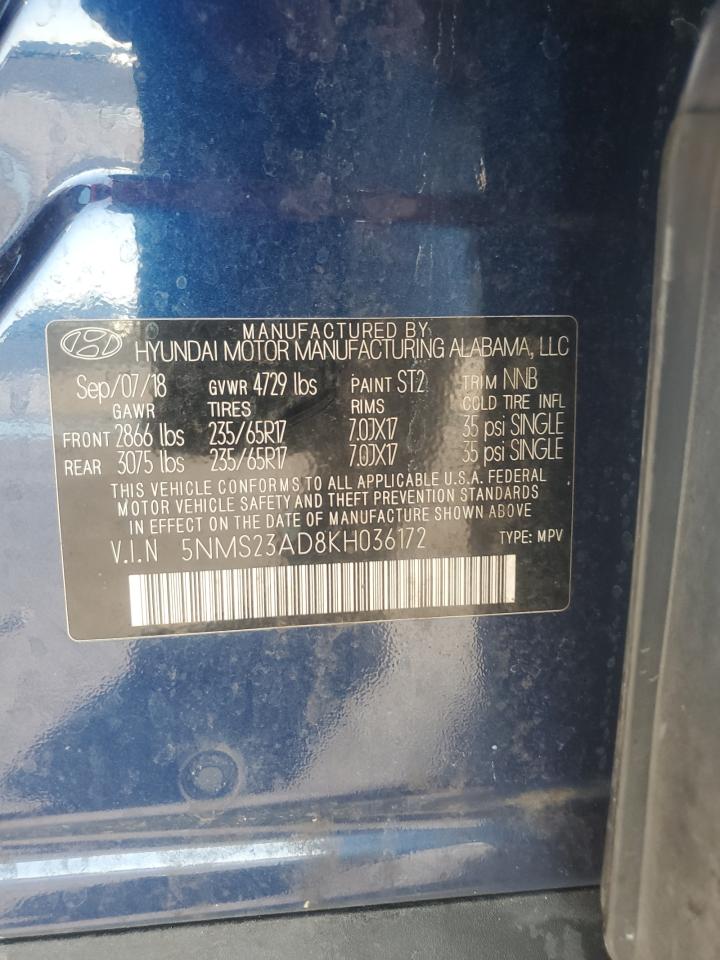 MANUFACTURED BY
HYUNDAI MOTOR MANUFACTURING ALABAMA, LLC
Sep/07/18 GVWR 4729 lbs PAINT ST2 TRIM NNB
GAWR TIRES RIMS COLD TIRE INFL
FRONT 2866 lbs 235/65R17 7.0JX17 35 psi SINGLE
REAR 3075 lbs 235/65R17 7.0JX17 35 psi SINGLE
THIS VEHICLE CONFORMS TO ALL APPLICABLE U.S.A. FEDERAL
MOTOR VEHICLE SAFETY AND THEFT PREVENTION STANDARDS
IN EFFECT ON THE DATE OF MANUFACTURE SHOWN ABOVE
V.I.N 5NMS23AD8KH036172 TYPE: MPV